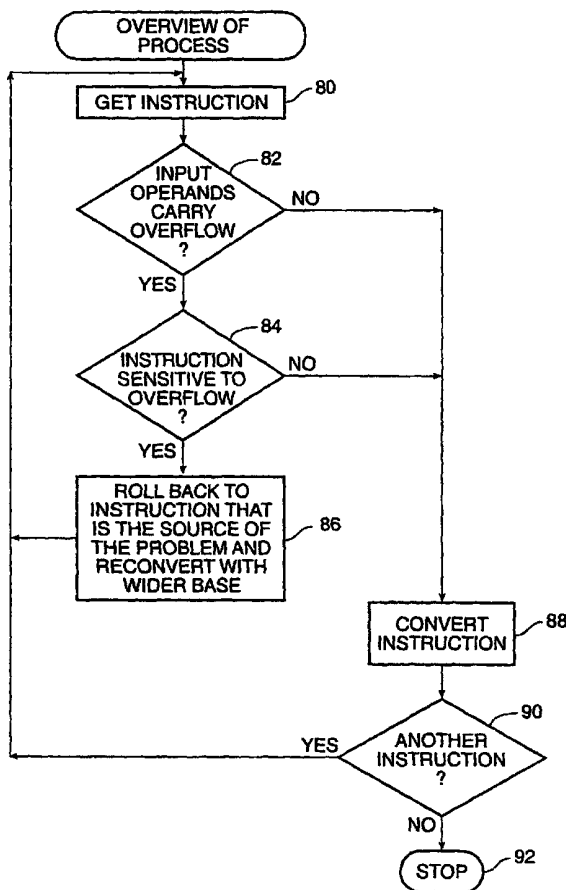 OVERVIEW OF
PROCESS
GET INSTRUCTION
80
82
INPUT
OPERANDS
CARRY
OVERFLOW
?
NO
YES
84
INSTRUCTION
SENSITIVE TO
OVERFLOW
?
NO
YES
ROLL BACK TO
INSTRUCTION THAT
IS THE SOURCE OF
THE PROBLEM AND
RECONVERT WITH
WIDER BASE
86
CONVERT
INSTRUCTION
88
90
ANOTHER
INSTRUCTION
?
YES
NO
STOP
92